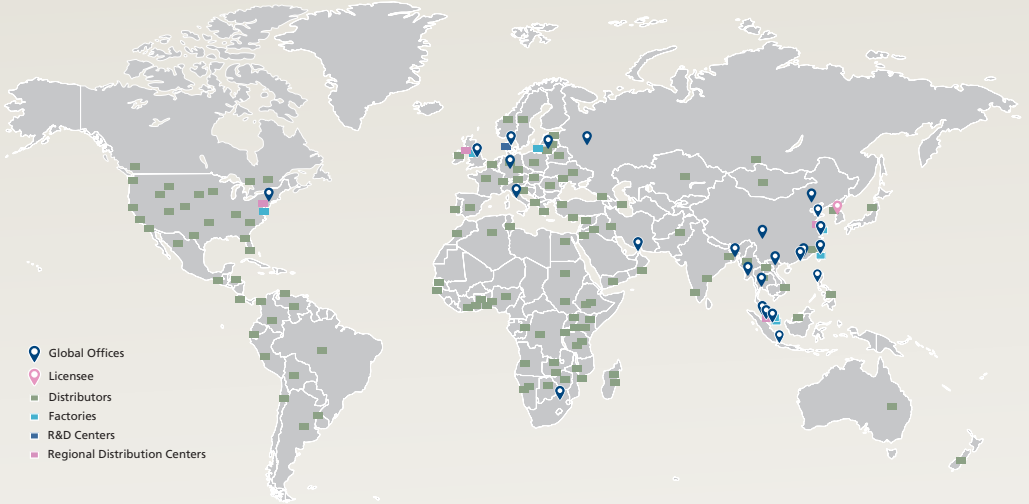 Global Offices
Licensee
Distributors
Factories
R&D Centers
Regional Distribution Centers